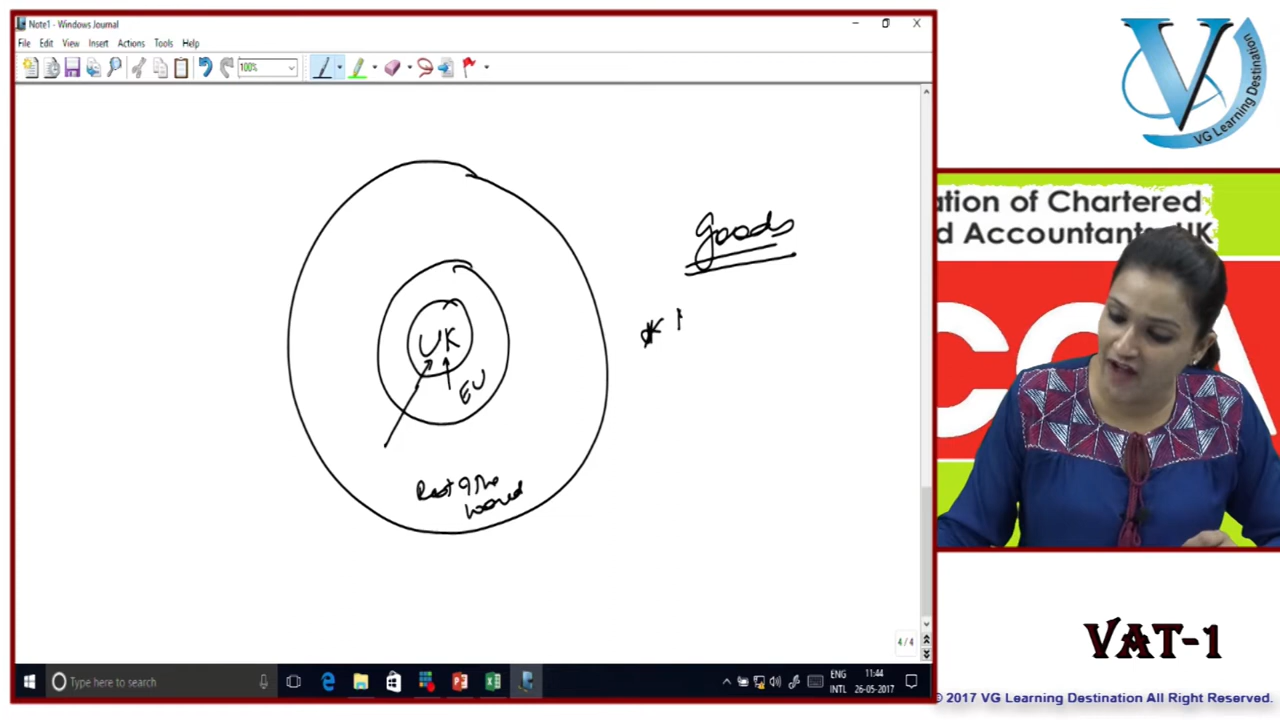 Note1 - Windows Journal
File Edit View Insert Actions Tools Help
100%
Goods
UK
EU
Rest of the
World
4 / 4
Type here to search
ENG
INTL
11:44
26-05-2017
V
VG Learning Destination
ation of Chartered
d Accountants, UK
CCA
VAT-1
© 2017 VG Learning Destination All Right Reserved.